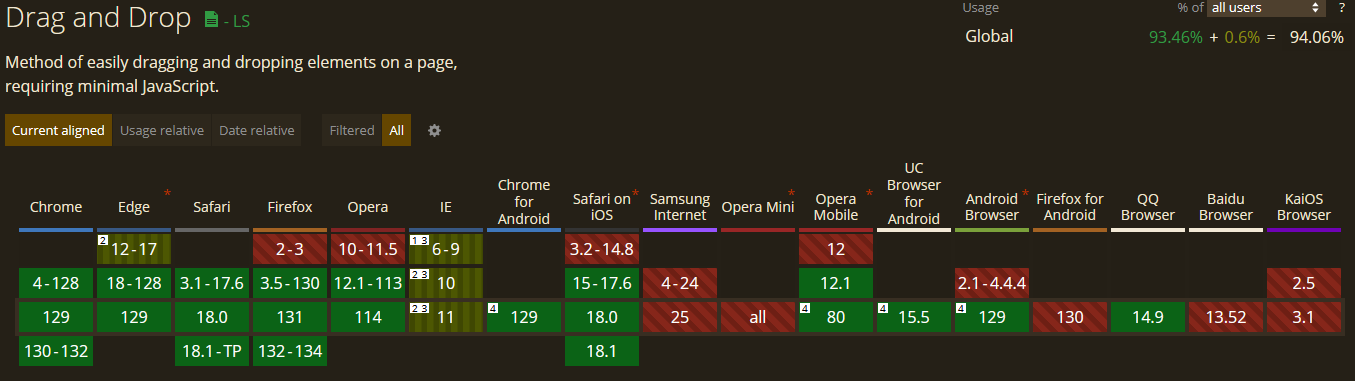 Drag and Drop - LS
Usage % of all users ?
Global 93.46% + 0.6% = 94.06%
Method of easily dragging and dropping elements on a page,
requiring minimal JavaScript.
Current aligned Usage relative Date relative Filtered All
Chrome Edge * Safari Firefox Opera IE Chrome for Android Safari on iOS * Samsung Internet Opera Mini * Opera Mobile * UC Browser for Android Android Browser * Firefox for Android QQ Browser Baidu Browser KaiOS Browser
2 12-17 2-3 10-11.5 1 3 6-9 3.2-14.8 12
4-128 18-128 3.1-17.6 3.5-130 12.1-113 2 3 10 15-17.6 4-24 12.1 2.1-4.4.4 2.5
129 129 18.0 131 114 2 3 11 4 129 18.0 25 all 4 80 4 15.5 4 129 130 14.9 13.52 3.1
130-132 18.1-TP 132-134 18.1